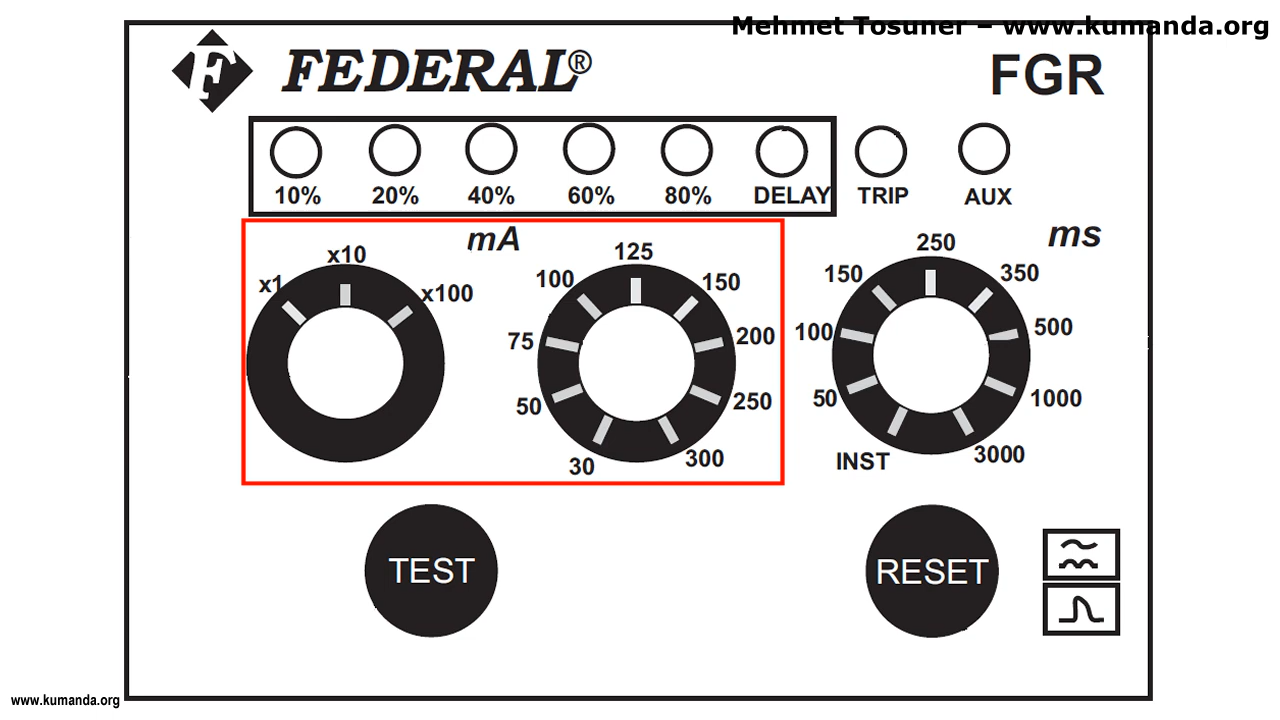 Mehmet Tosuner – www.kumanda.org
F FEDERAL® FGR
10% 20% 40% 60% 80% DELAY TRIP AUX
mA ms
x1 x10 x100
30 50 75 100 125 150 200 250 300
INST 50 100 150 250 350 500 1000 3000
TEST RESET
www.kumanda.org